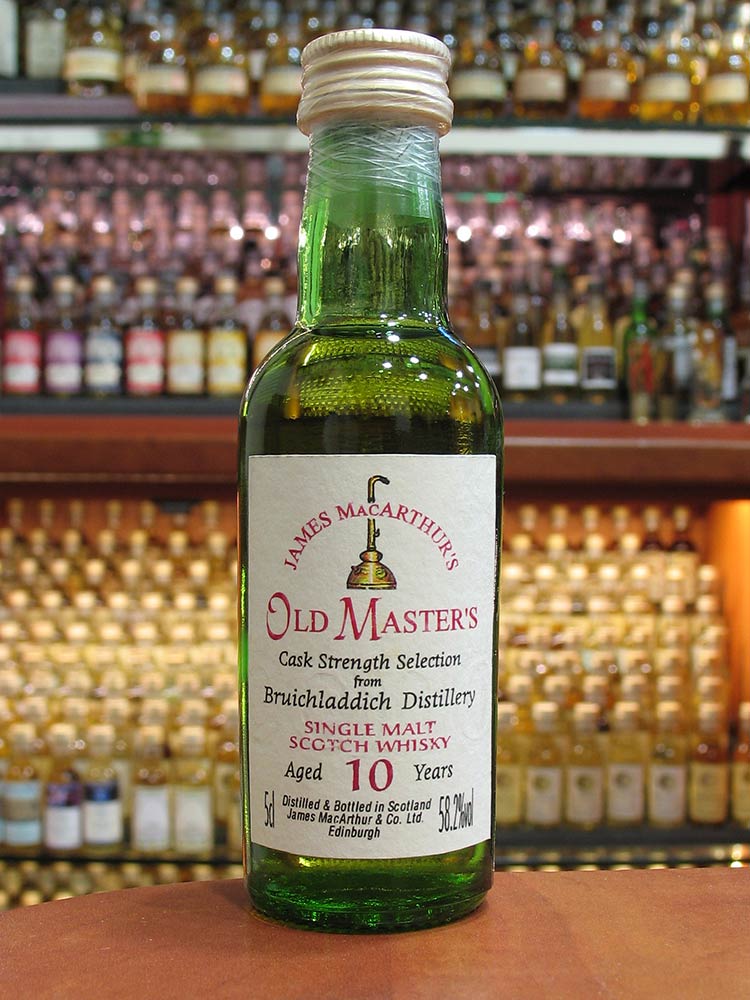 JAMES MACARTHUR'S
OLD MASTER'S
Cask Strength Selection
from
Bruichladdich Distillery
SINGLE MALT
SCOTCH WHISKY
Aged 10 Years
5cl
Distilled & Bottled in Scotland
James MacArthur & Co. Ltd.
Edinburgh
58.2%vol